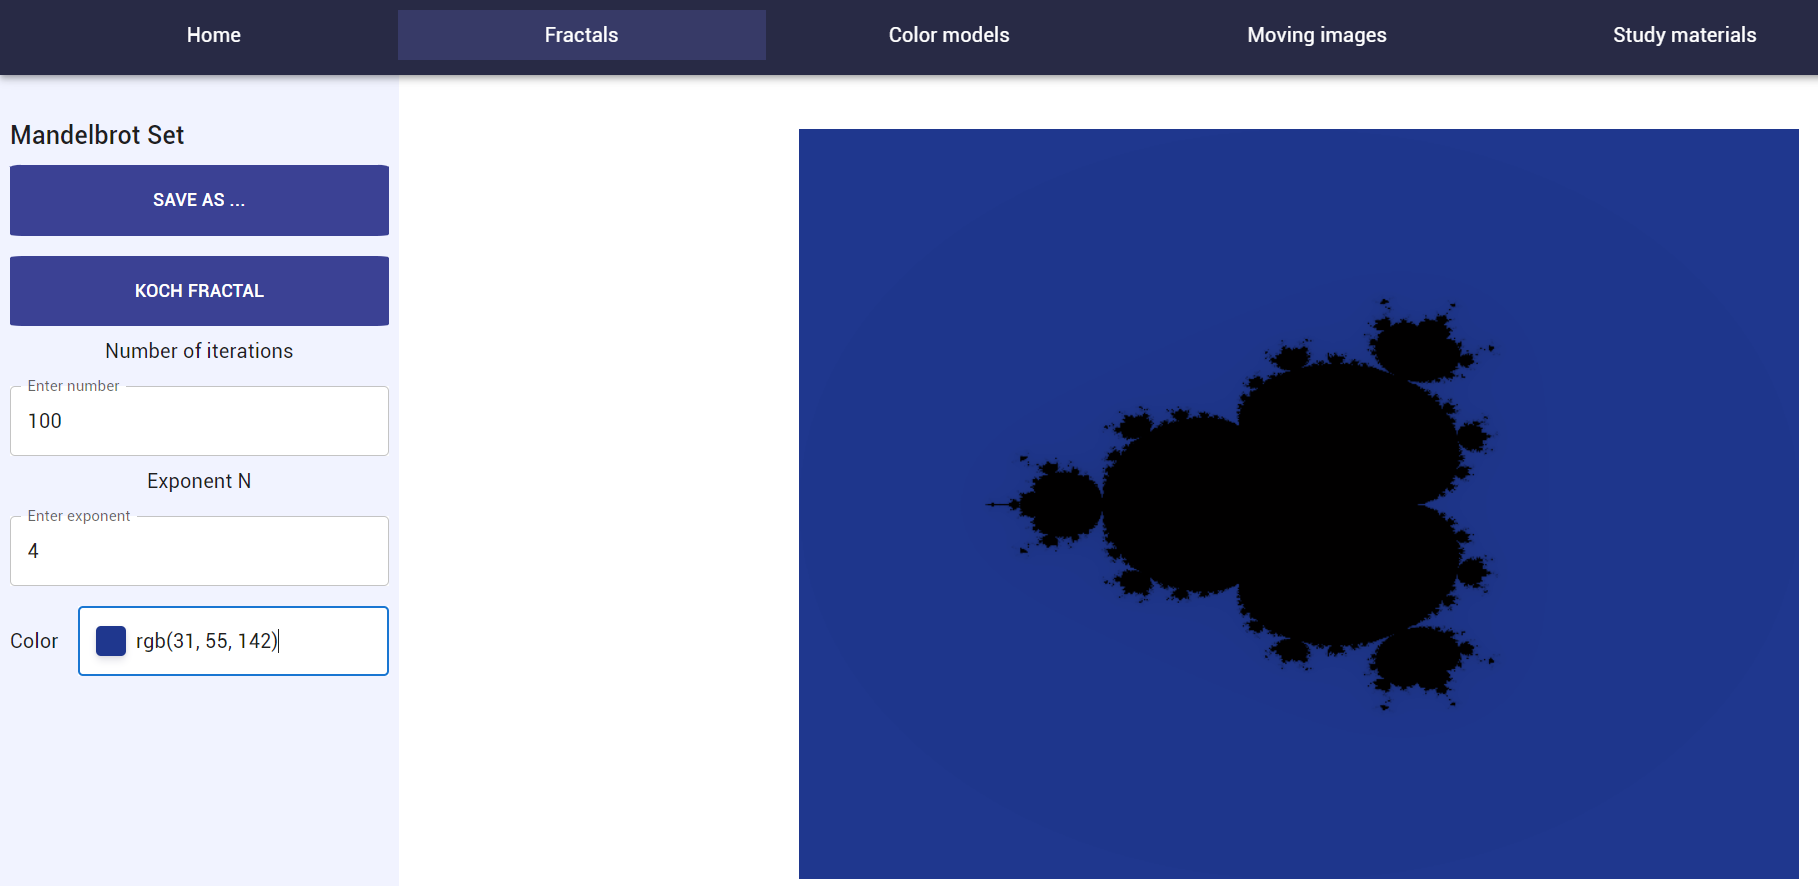 Home
Fractals
Color models
Moving images
Study materials
Mandelbrot Set
SAVE AS ...
KOCH FRACTAL
Number of iterations
Enter number
100
Exponent N
Enter exponent
4
Color
rgb(31, 55, 142)